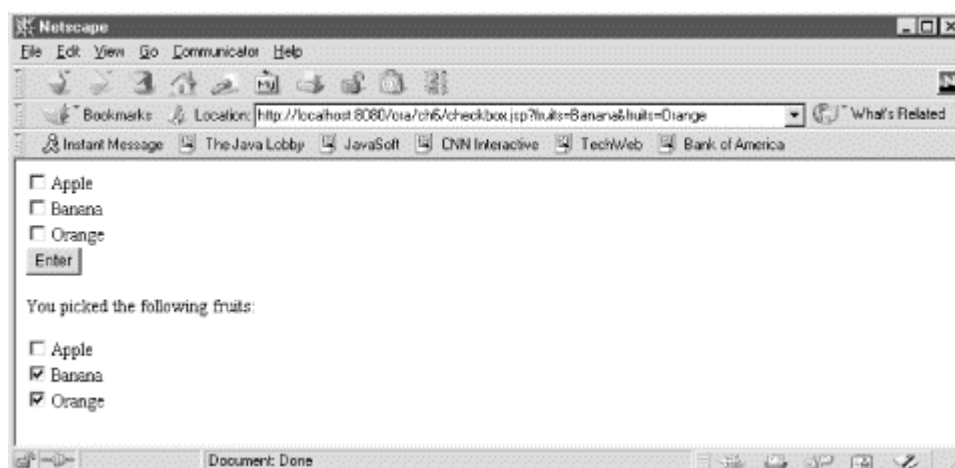 Netscape
File Edit View Go Communicator Help
My
N
Bookmarks Location: http://localhost:8080/ora/ch6/checkbox.jsp?fruits=Banana&fruits=Orange What's Related
Instant Message The Java Lobby JavaSoft CNN Interactive TechWeb Bank of America
Apple
Banana
Orange
Enter
You picked the following fruits:
Apple
Banana
Orange
Document: Done